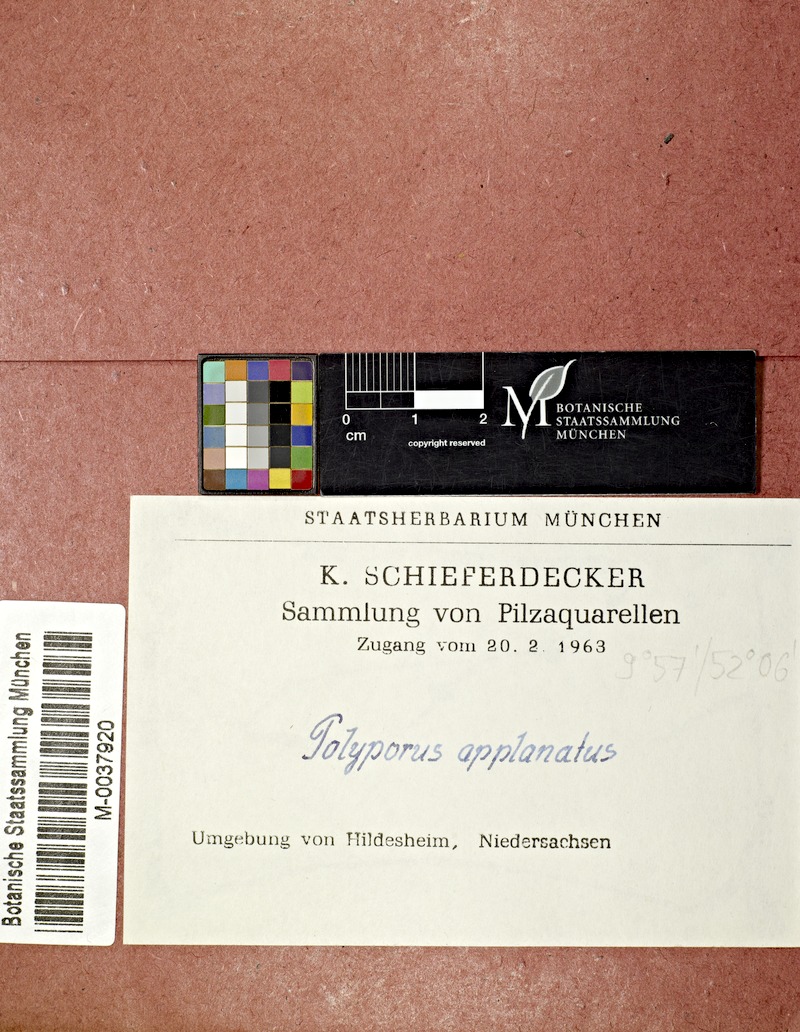 0 1 2
cm
copyright reserved
M BOTANISCHE
STAATSSAMMLUNG
MÜNCHEN
STAATSHERBARIUM MÜNCHEN
K. SCHIEFERDECKER
Sammlung von Pilzaquarellen
Zugang vom 20. 2. 1963
9°57'/52°06'
Polyporus applanatus
Umgebung von Hildesheim, Niedersachsen
Botanische Staatssammlung München
M-0037920